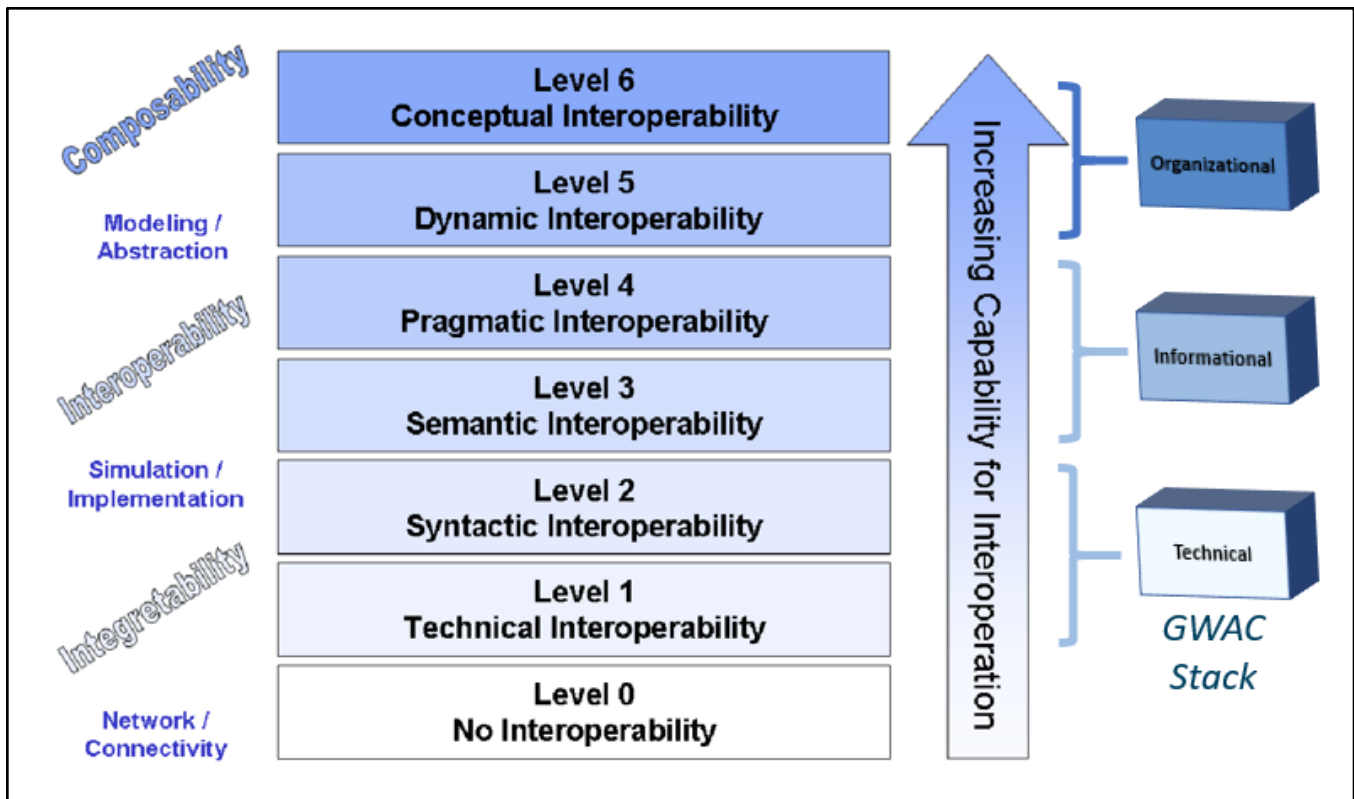 Composability
Modeling /
Abstraction
Interoperability
Simulation /
Implementation
Integretability
Network /
Connectivity
Level 6
Conceptual Interoperability
Level 5
Dynamic Interoperability
Level 4
Pragmatic Interoperability
Level 3
Semantic Interoperability
Level 2
Syntactic Interoperability
Level 1
Technical Interoperability
Level 0
No Interoperability
Increasing Capability for Interoperation
Organizational
Informational
Technical
GWAC
Stack